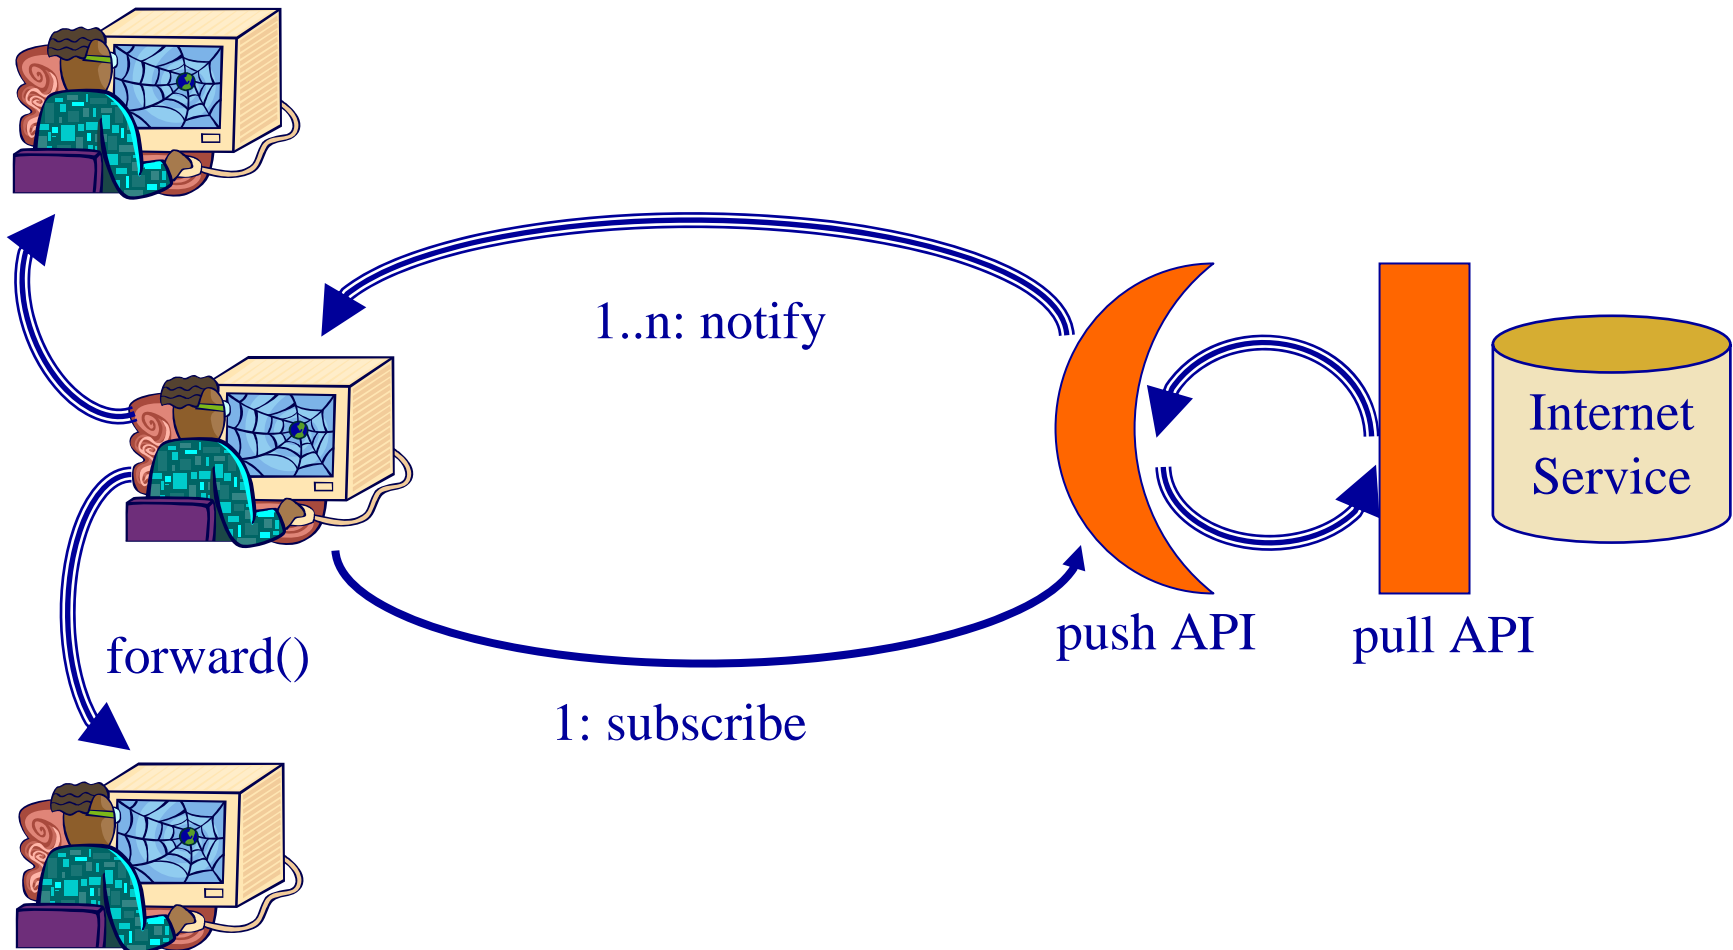 1..n: notify
Internet
Service
push API
pull API
forward()
1: subscribe